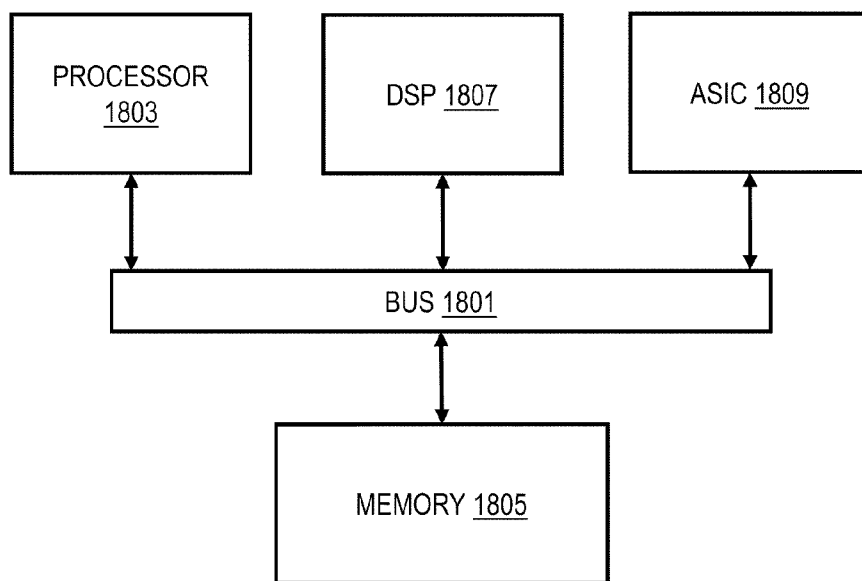 PROCESSOR
1803
DSP 1807
ASIC 1809
BUS 1801
MEMORY 1805